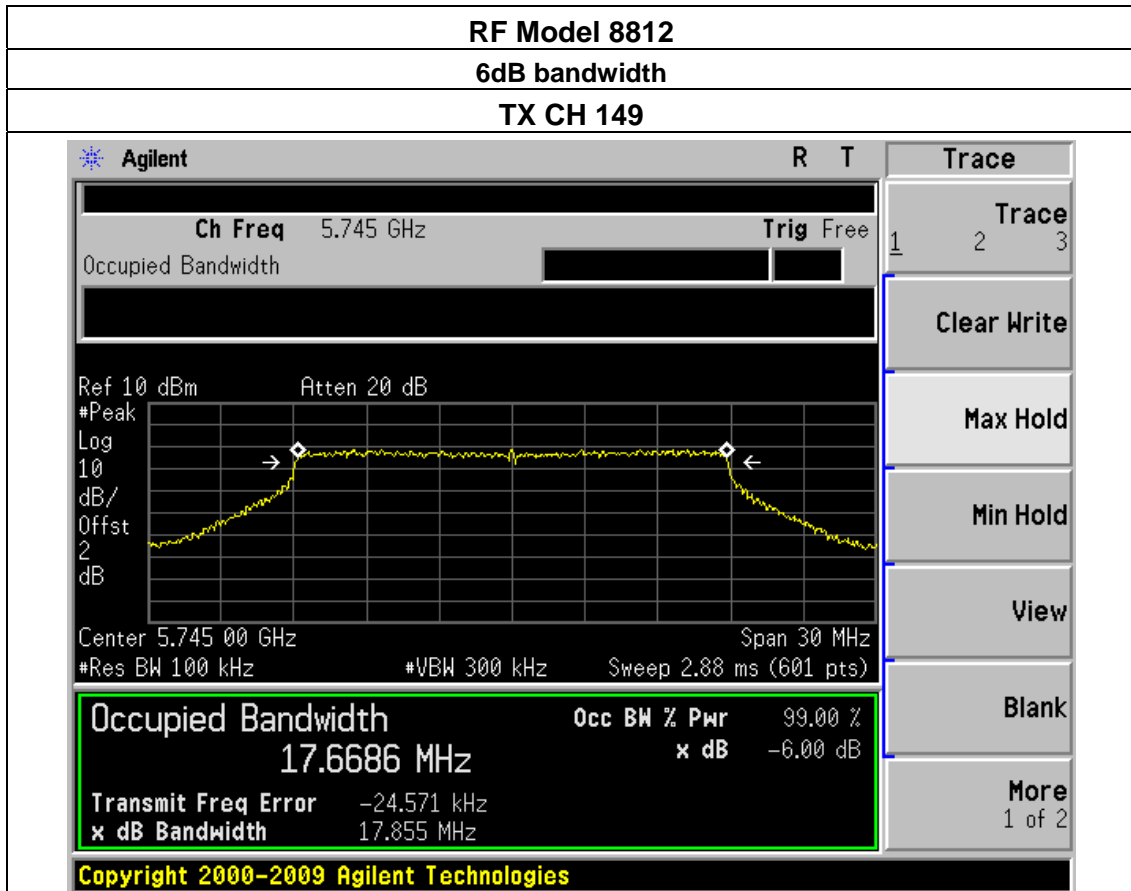 RF Model 8812
6dB bandwidth
TX CH 149
Agilent R T
Trace
Ch Freq 5.745 GHz Trig Free
Occupied Bandwidth
Trace
1 2 3
Clear Write
Max Hold
Min Hold
View
Blank
More
1 of 2
Ref 10 dBm Atten 20 dB
#Peak
Log
10
dB/
Offst
2
dB
Center 5.745 00 GHz Span 30 MHz
#Res BW 100 kHz #VBW 300 kHz Sweep 2.88 ms (601 pts)
Occupied Bandwidth Occ BW % Pwr 99.00 %
17.6686 MHz x dB -6.00 dB
Transmit Freq Error -24.571 kHz
x dB Bandwidth 17.855 MHz
Copyright 2000-2009 Agilent Technologies